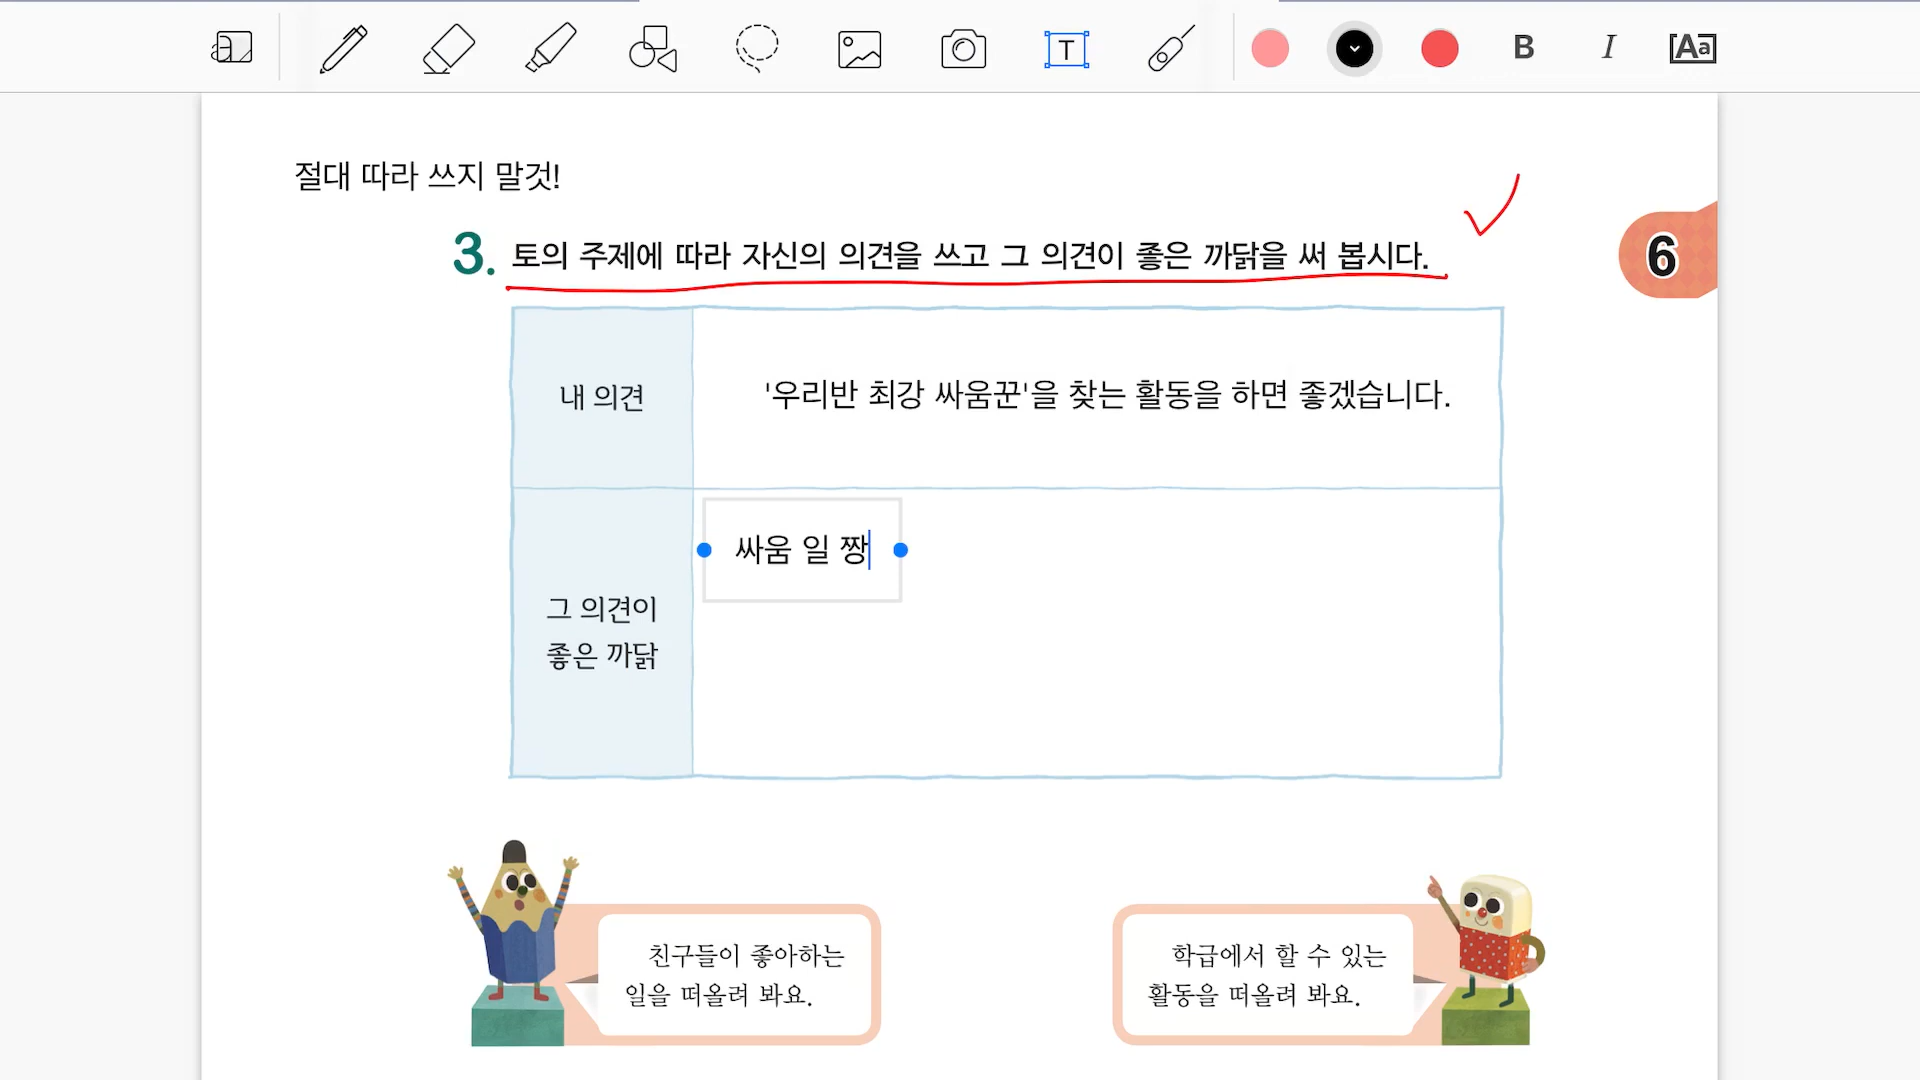 T
B
I
Aa
절대 따라 쓰지 말것!
3. 토의 주제에 따라 자신의 의견을 쓰고 그 의견이 좋은 까닭을 써 봅시다.
6
내 의견
'우리반 최강 싸움꾼'을 찾는 활동을 하면 좋겠습니다.
그 의견이
좋은 까닭
싸움 일 짱
친구들이 좋아하는
일을 떠올려 봐요.
학급에서 할 수 있는
활동을 떠올려 봐요.